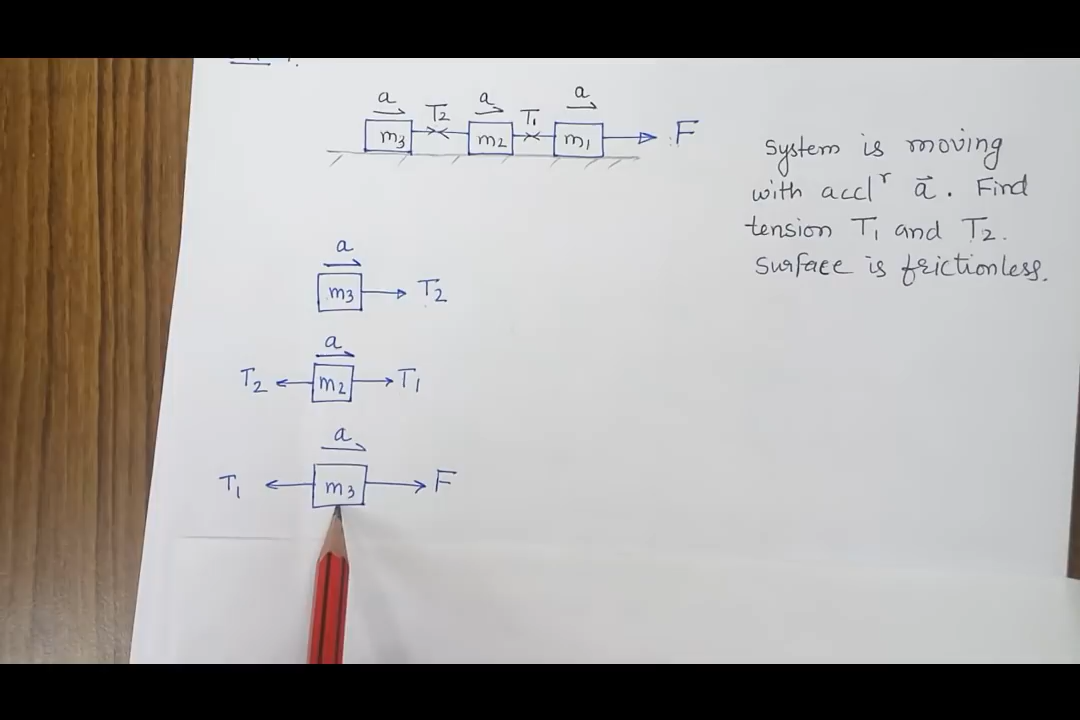 a a a
T2 T1
m3 m2 m1 F
System is moving
with acclʳ a⃗. Find
tension T1 and T2.
Surface is frictionless.
a
m3 T2
a
T2 m2 T1
a
T1 m3 F